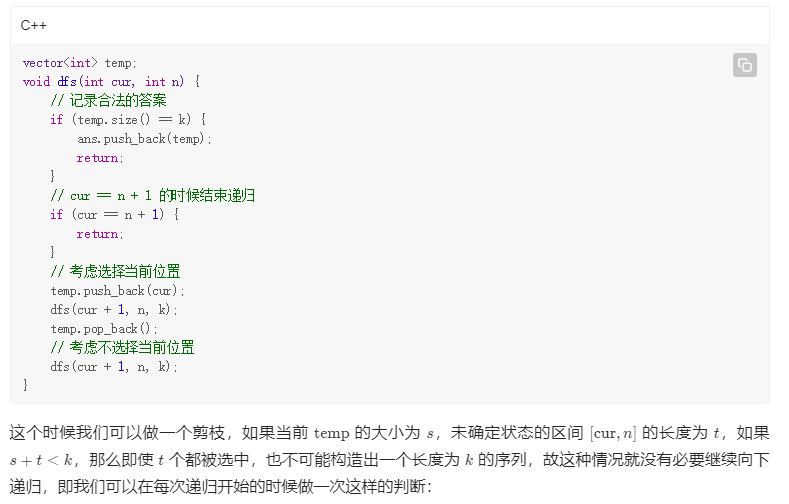 C++
vector<int> temp;
void dfs(int cur, int n) {
    // 记录合法的答案
    if (temp.size() == k) {
        ans.push_back(temp);
        return;
    }
    // cur == n + 1 的时候结束递归
    if (cur == n + 1) {
        return;
    }
    // 考虑选择当前位置
    temp.push_back(cur);
    dfs(cur + 1, n, k);
    temp.pop_back();
    // 考虑不选择当前位置
    dfs(cur + 1, n, k);
}
这个时候我们可以做一个剪枝，如果当前 temp 的大小为 s，未确定状态的区间 [cur, n] 的长度为 t，如果
s + t < k，那么即使 t 个都被选中，也不可能构造出一个长度为 k 的序列，故这种情况就没有必要继续向下
递归，即我们可以在每次递归开始的时候做一次这样的判断：